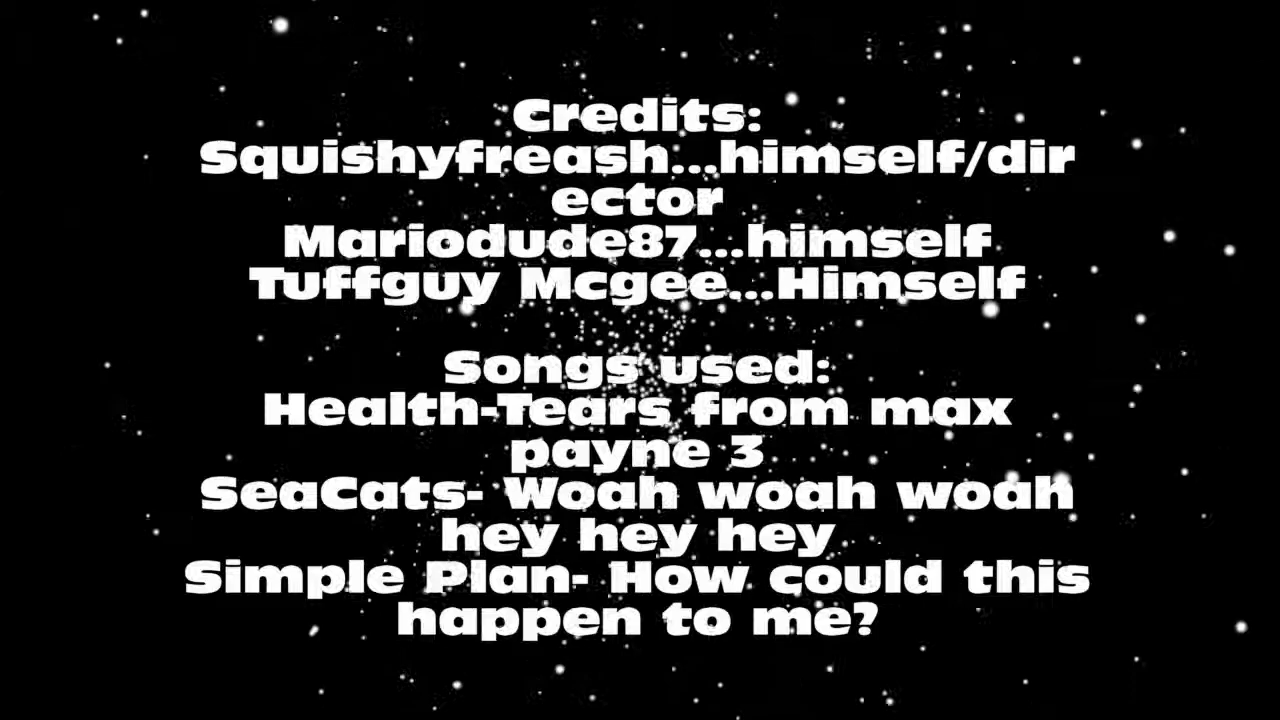 Credits:
Squishyfreash...himself/dir
ector
Mariodude87...himself
Tuffguy Mcgee...Himself
Songs used:
Health-Tears from max
payne 3
SeaCats- Woah woah woah
hey hey hey
Simple Plan- How could this
happen to me?